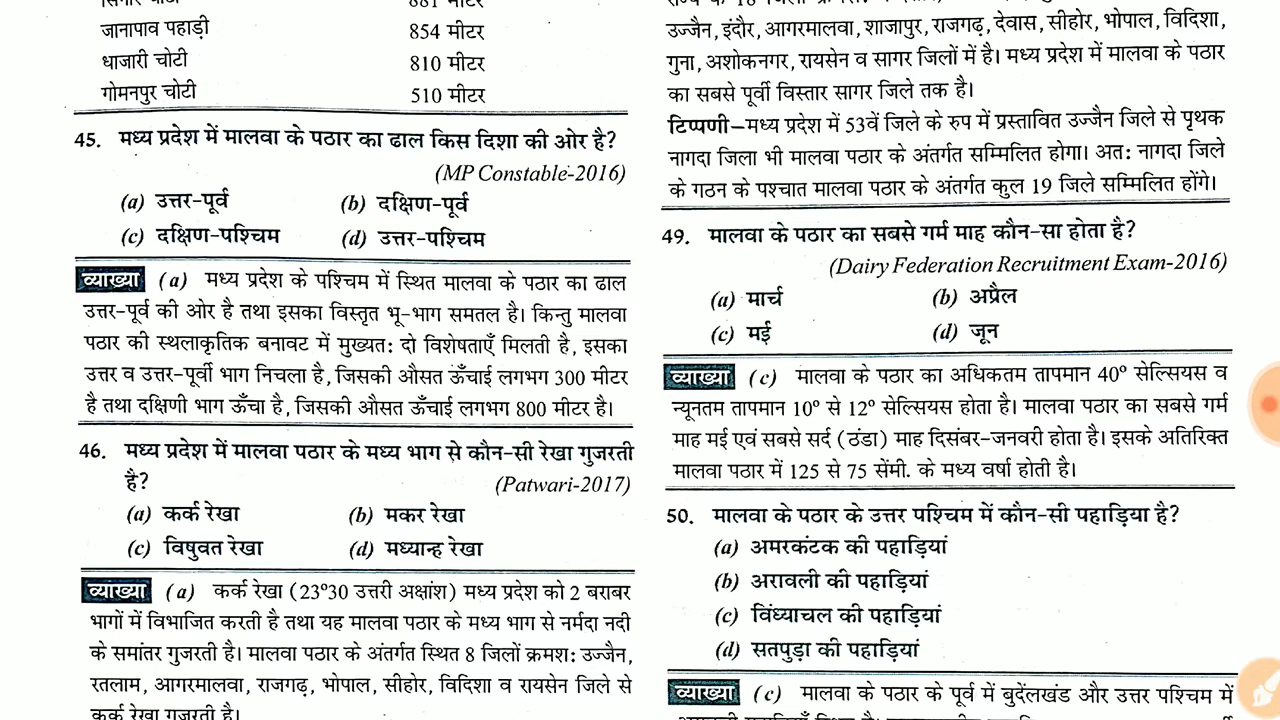 881 मीटर
जानापाव पहाड़ी 854 मीटर
धाजारी चोटी 810 मीटर
गोमनपुर चोटी 510 मीटर
45. मध्य प्रदेश में मालवा के पठार का ढाल किस दिशा की ओर है?
(MP Constable-2016)
(a) उत्तर-पूर्व (b) दक्षिण-पूर्व
(c) दक्षिण-पश्चिम (d) उत्तर-पश्चिम
व्याख्या (a) मध्य प्रदेश के पश्चिम में स्थित मालवा के पठार का ढाल
उत्तर-पूर्व की ओर है तथा इसका विस्तृत भू-भाग समतल है। किन्तु मालवा
पठार की स्थलाकृतिक बनावट में मुख्यत: दो विशेषताएँ मिलती है, इसका
उत्तर व उत्तर-पूर्वी भाग निचला है, जिसकी औसत ऊँचाई लगभग 300 मीटर
है तथा दक्षिणी भाग ऊँचा है, जिसकी औसत ऊँचाई लगभग 800 मीटर है।
46. मध्य प्रदेश में मालवा पठार के मध्य भाग से कौन-सी रेखा गुजरती
है? (Patwari-2017)
(a) कर्क रेखा (b) मकर रेखा
(c) विषुवत रेखा (d) मध्यान्ह रेखा
व्याख्या (a) कर्क रेखा (23º30 उत्तरी अक्षांश) मध्य प्रदेश को 2 बराबर
भागों में विभाजित करती है तथा यह मालवा पठार के मध्य भाग से नर्मदा नदी
के समांतर गुजरती है। मालवा पठार के अंतर्गत स्थित 8 जिलों क्रमश: उज्जैन,
रतलाम, आगरमालवा, राजगढ़, भोपाल, सीहोर, विदिशा व रायसेन जिले से
कर्क रेखा गुजरती है।
उज्जैन, इंदौर, आगरमालवा, शाजापुर, राजगढ़, देवास, सीहोर, भोपाल, विदिशा,
गुना, अशोकनगर, रायसेन व सागर जिलों में है। मध्य प्रदेश में मालवा के पठार
का सबसे पूर्वी विस्तार सागर जिले तक है।
टिप्पणी–मध्य प्रदेश में 53वें जिले के रुप में प्रस्तावित उज्जैन जिले से पृथक
नागदा जिला भी मालवा पठार के अंतर्गत सम्मिलित होगा। अत: नागदा जिले
के गठन के पश्चात मालवा पठार के अंतर्गत कुल 19 जिले सम्मिलित होंगे।
49. मालवा के पठार का सबसे गर्म माह कौन-सा होता है?
(Dairy Federation Recruitment Exam-2016)
(a) मार्च (b) अप्रैल
(c) मई (d) जून
व्याख्या (c) मालवा के पठार का अधिकतम तापमान 40º सेल्सियस व
न्यूनतम तापमान 10º से 12º सेल्सियस होता है। मालवा पठार का सबसे गर्म
माह मई एवं सबसे सर्द (ठंडा) माह दिसंबर-जनवरी होता है। इसके अतिरिक्त
मालवा पठार में 125 से 75 सेंमी. के मध्य वर्षा होती है।
50. मालवा के पठार के उत्तर पश्चिम में कौन-सी पहाड़िया है?
(a) अमरकंटक की पहाड़ियां
(b) अरावली की पहाड़ियां
(c) विंध्याचल की पहाड़ियां
(d) सतपुड़ा की पहाड़ियां
व्याख्या (c) मालवा के पठार के पूर्व में बुदेंलखंड और उत्तर पश्चिम में